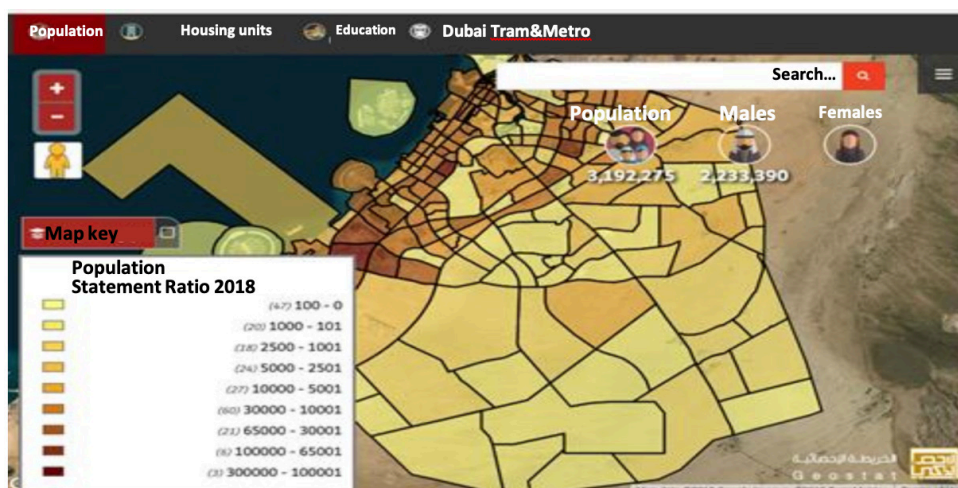 Population
Housing units
Education
Dubai Tram&Metro
Search...
Population
Males
Females
3,192,275
2,233,390
+
−
Map key
Population
Statement Ratio 2018
(47) 100 - 0
(20) 1000 - 101
(18) 2500 - 1001
(24) 5000 - 2501
(27) 10000 - 5001
(60) 30000 - 10001
(21) 65000 - 30001
100000 - 65001
(3) 300000 - 100001
الخريطة الإحصائية
Geostat